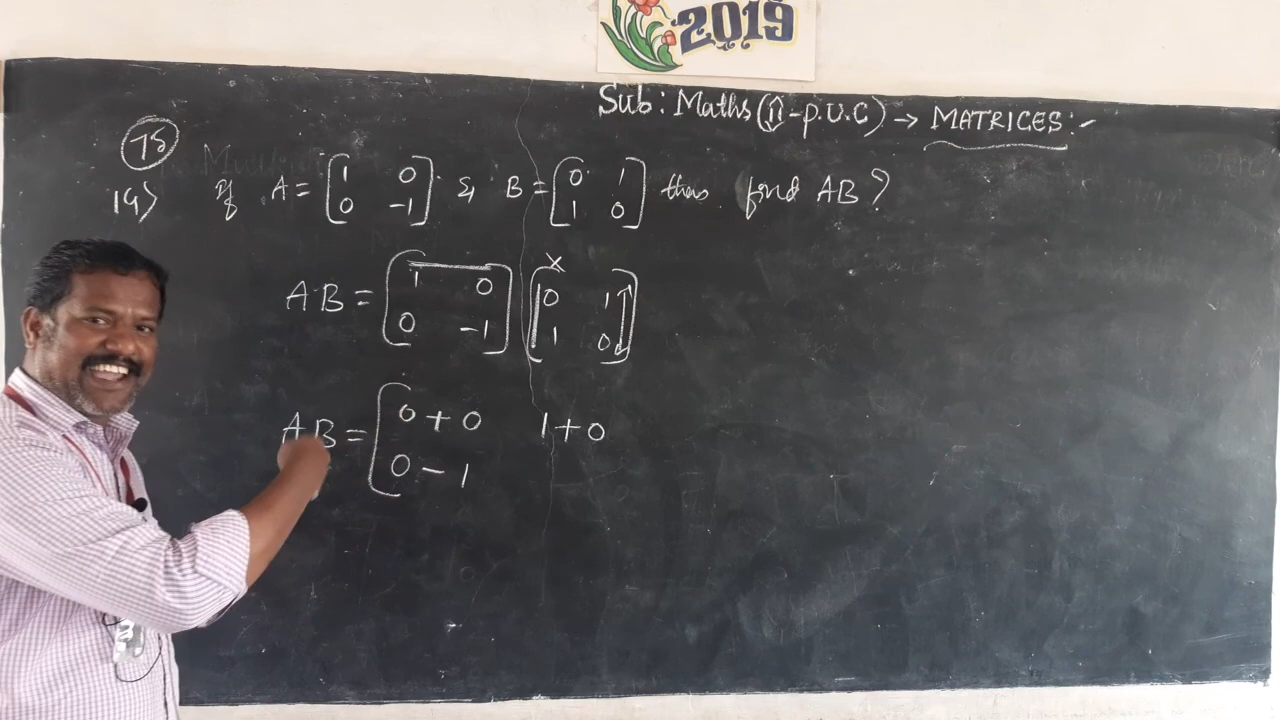 2019
Sub: Maths (II - P.U.C) → MATRICES:-
75
19) If A = [1 0 0 -1] & B = [0 1 1 0] then find AB?
AB = [1 0 0 -1] [0 1 1 0]
×
AB = [0 + 0 1 + 0
0 - 1